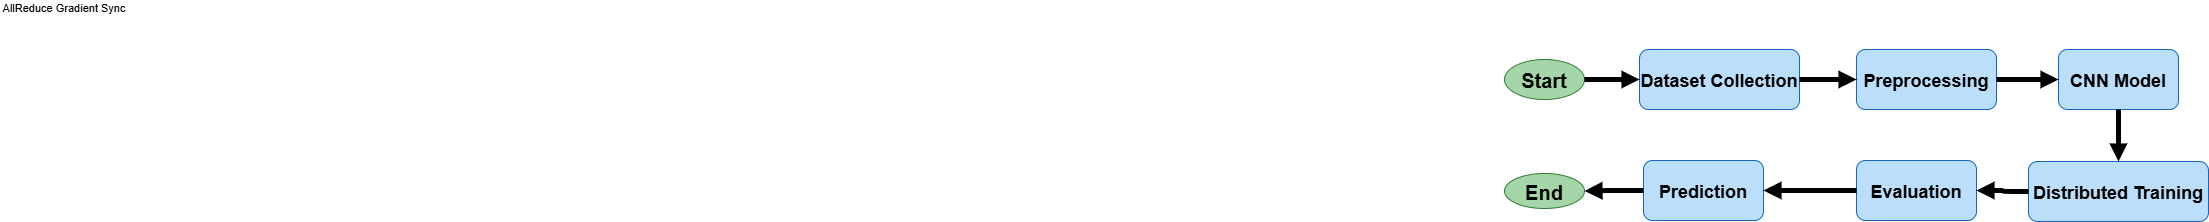 AllReduce Gradient Sync
Start
Dataset Collection
Preprocessing
CNN Model
Distributed Training
Evaluation
Prediction
End